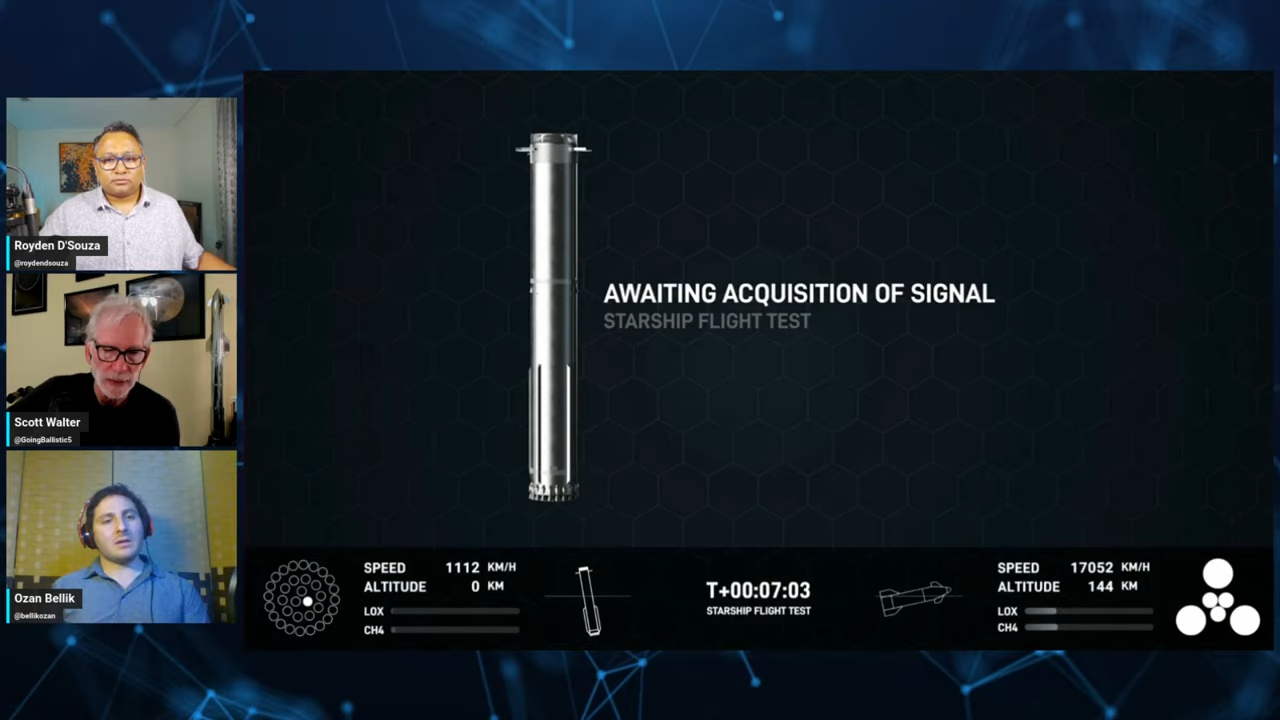 Royden D'Souza
@roydendsouza
Scott Walter
@GoingBallistic5
Ozan Bellik
@bellikozan
AWAITING ACQUISITION OF SIGNAL
STARSHIP FLIGHT TEST
SPEED 1112 KM/H
ALTITUDE 0 KM
LOX
CH4
T+00:07:03
STARSHIP FLIGHT TEST
SPEED 17052 KM/H
ALTITUDE 144 KM
LOX
CH4